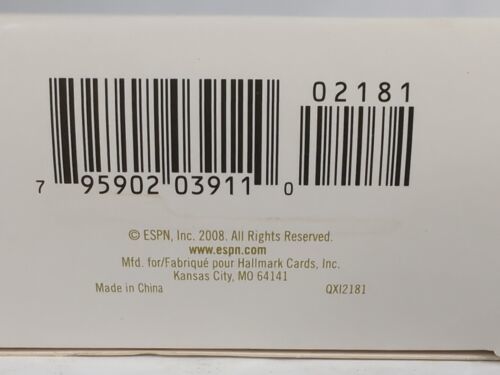 02181
7 95902 03911 0
© ESPN, Inc. 2008. All Rights Reserved.
www.espn.com
Mfd. for/Fabriqué pour Hallmark Cards, Inc.
Kansas City, MO 64141
Made in China QXI2181